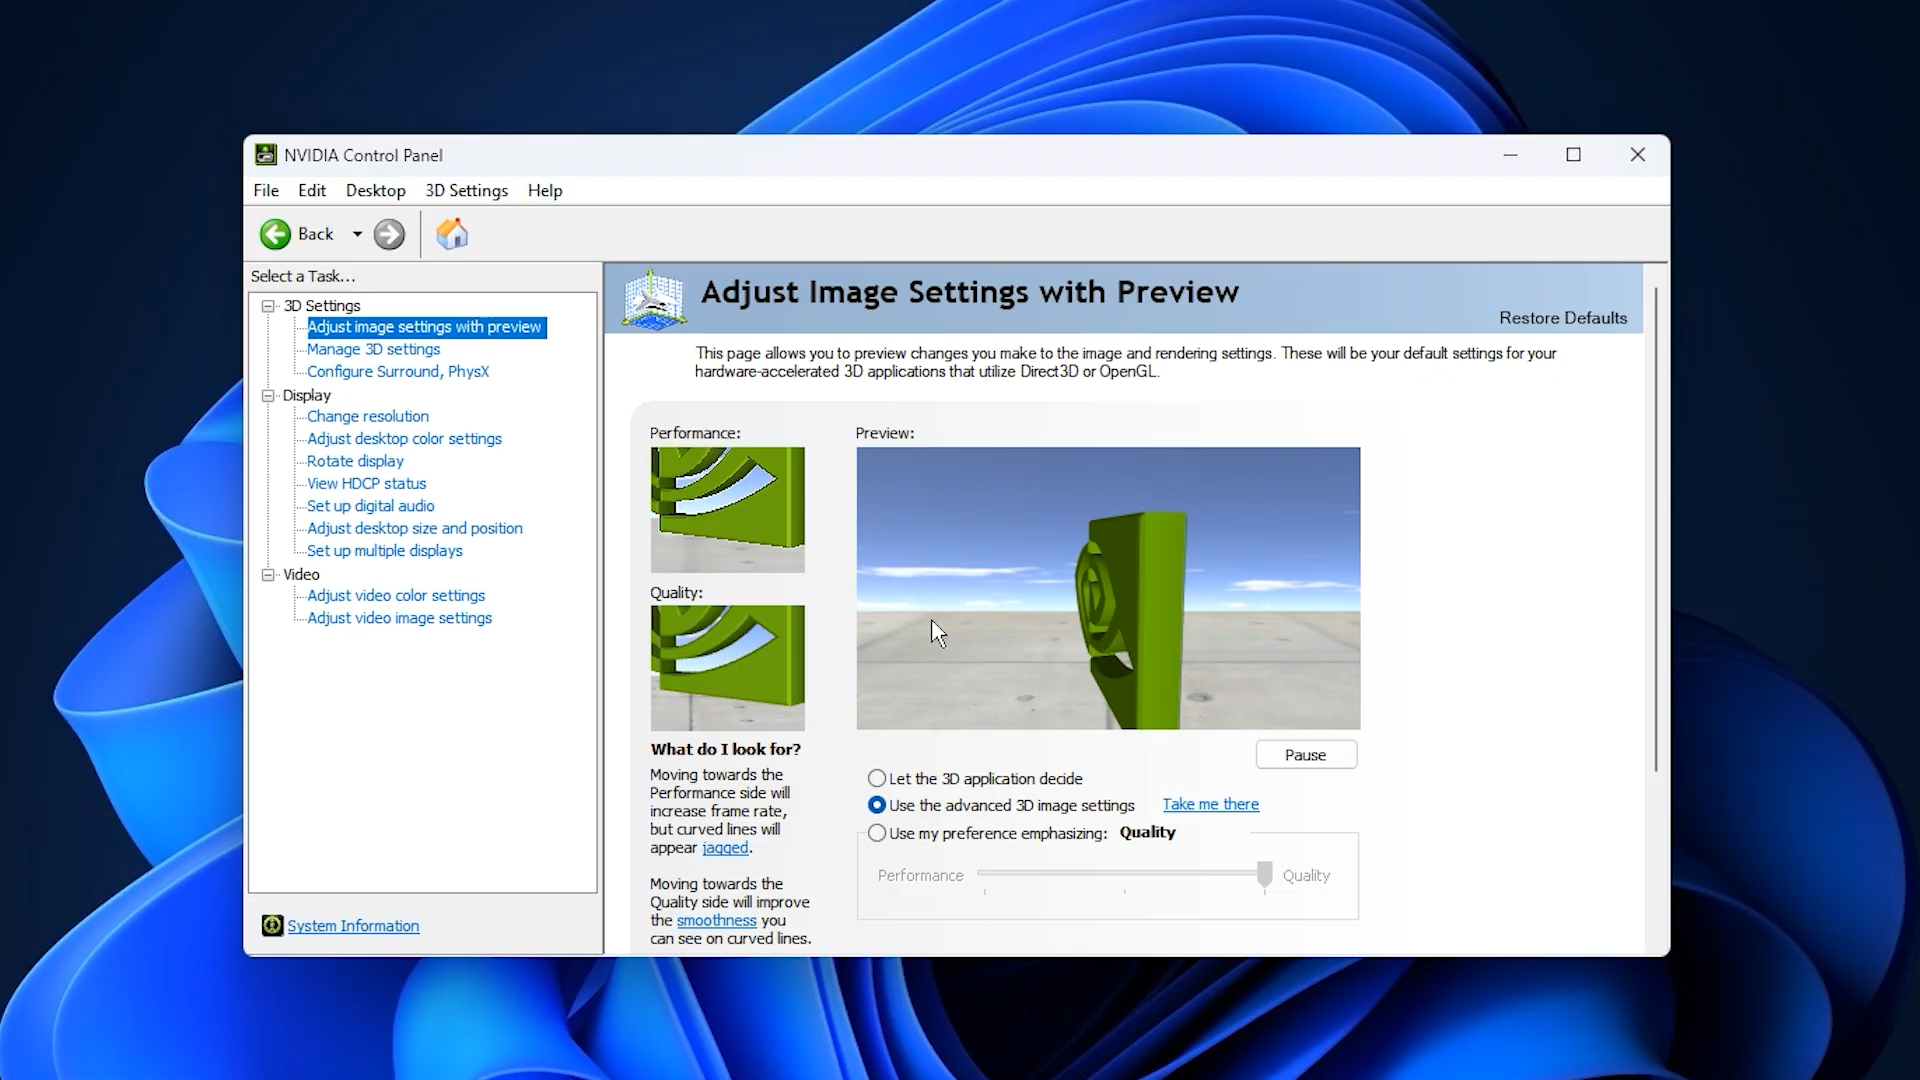 NVIDIA Control Panel
File Edit Desktop 3D Settings Help
Back
Select a Task...
3D Settings
Adjust image settings with preview
Manage 3D settings
Configure Surround, PhysX
Display
Change resolution
Adjust desktop color settings
Rotate display
View HDCP status
Set up digital audio
Adjust desktop size and position
Set up multiple displays
Video
Adjust video color settings
Adjust video image settings
System Information
Adjust Image Settings with Preview
Restore Defaults
This page allows you to preview changes you make to the image and rendering settings. These will be your default settings for your
hardware-accelerated 3D applications that utilize Direct3D or OpenGL.
Performance:
Quality:
What do I look for?
Moving towards the
Performance side will
increase frame rate,
but curved lines will
appear jagged.
Moving towards the
Quality side will improve
the smoothness you
can see on curved lines.
Preview:
Pause
Let the 3D application decide
Use the advanced 3D image settings Take me there
Use my preference emphasizing: Quality
Performance Quality